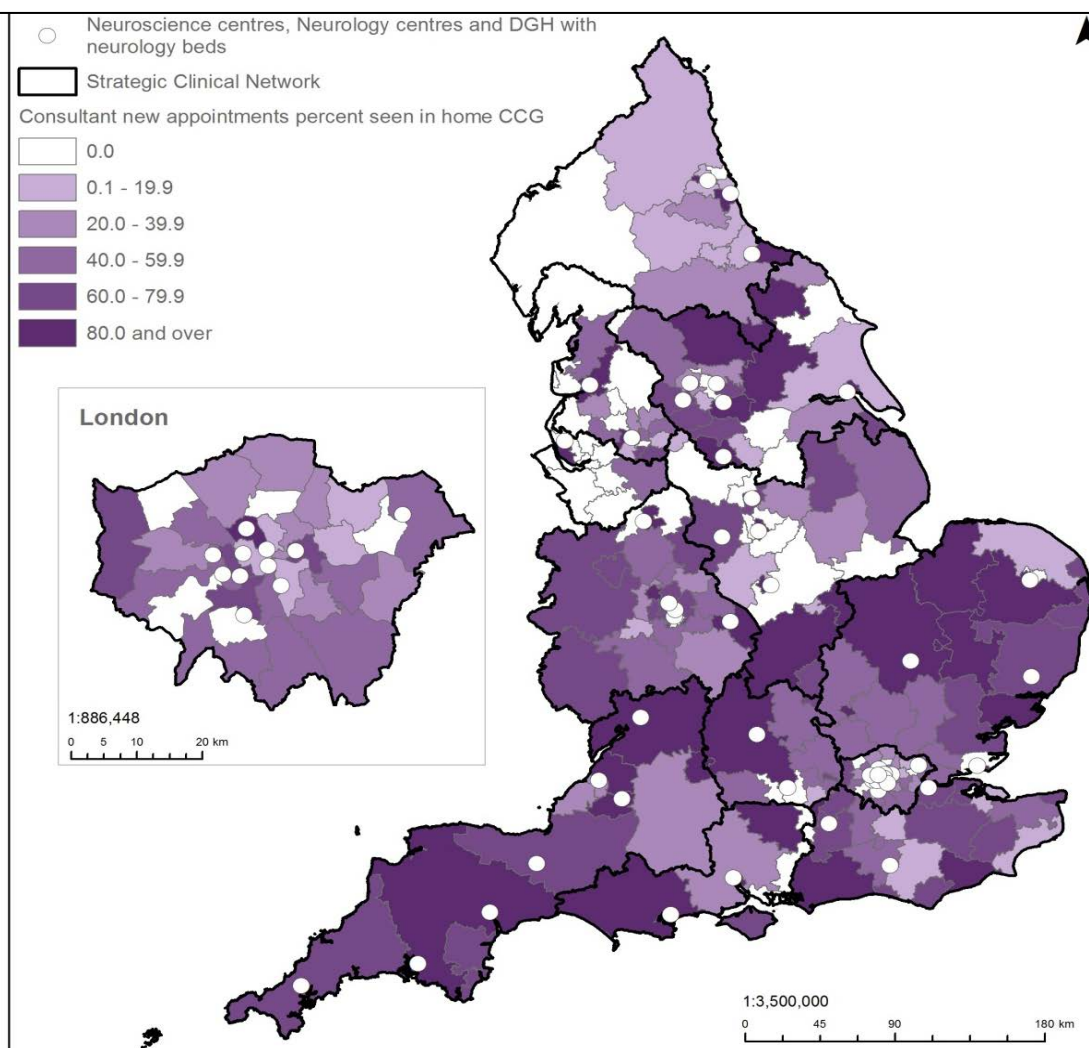 Neuroscience centres, Neurology centres and DGH with
neurology beds
Strategic Clinical Network
Consultant new appointments percent seen in home CCG
0.0
0.1 - 19.9
20.0 - 39.9
40.0 - 59.9
60.0 - 79.9
80.0 and over
London
1:886,448
0 5 10 20 km
1:3,500,000
0 45 90 180 km